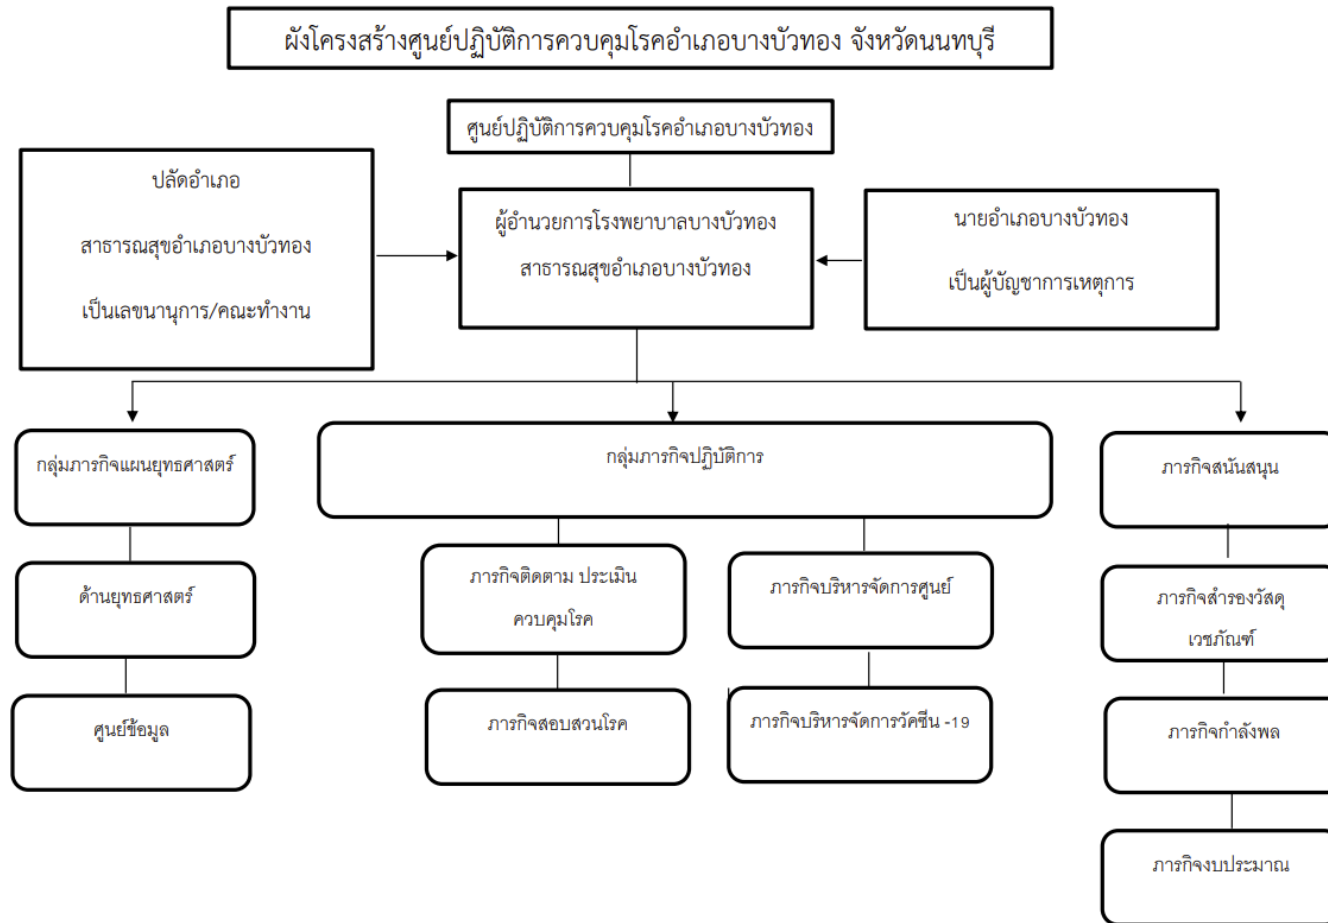 ผังโครงสร้างศูนย์ปฏิบัติการควบคุมโรคอำเภอบางบัวทอง จังหวัดนนทบุรี
ศูนย์ปฏิบัติการควบคุมโรคอำเภอบางบัวทอง
ปลัดอำเภอ
สาธารณสุขอำเภอบางบัวทอง
เป็นเลขนานุการ/คณะทำงาน
ผู้อำนวยการโรงพยาบาลบางบัวทอง
สาธารณสุขอำเภอบางบัวทอง
นายอำเภอบางบัวทอง
เป็นผู้บัญชาการเหตุการ
กลุ่มภารกิจแผนยุทธศาสตร์
ด้านยุทธศาสตร์
ศูนย์ข้อมูล
กลุ่มภารกิจปฏิบัติการ
ภารกิจติดตาม ประเมิน
ควบคุมโรค
ภารกิจสอบสวนโรค
ภารกิจบริหารจัดการศูนย์
ภารกิจบริหารจัดการวัคซีน -19
ภารกิจสนันสนุน
ภารกิจสำรองวัสดุ
เวชภัณฑ์
ภารกิจกำลังพล
ภารกิจงบประมาณ